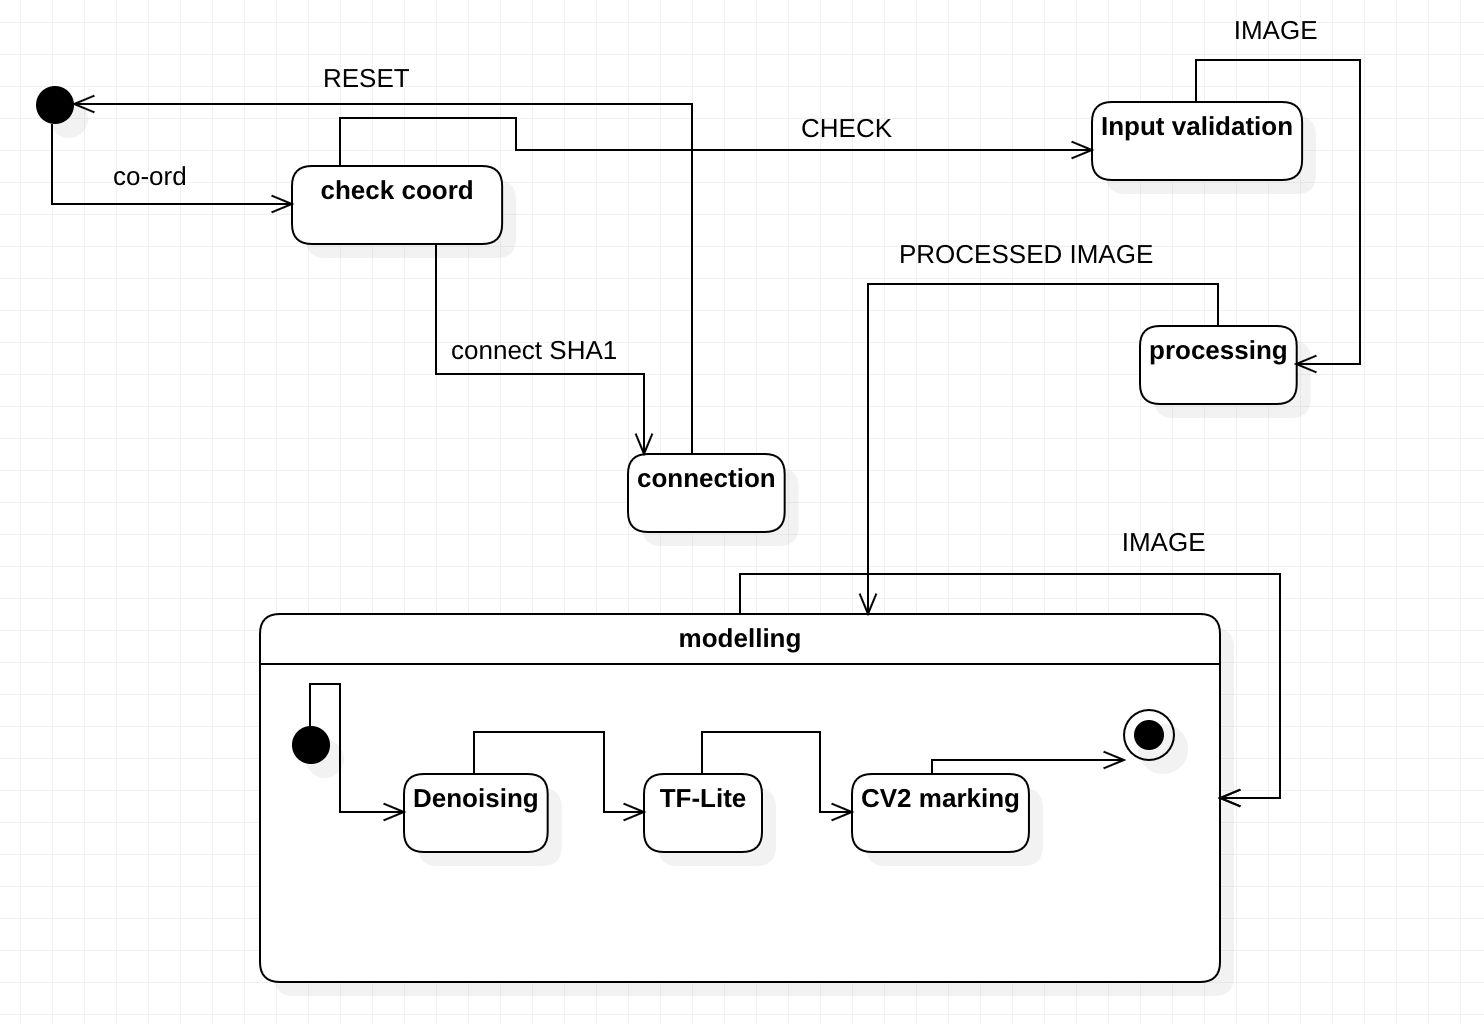 IMAGE
RESET
CHECK
Input validation
co-ord
check coord
PROCESSED IMAGE
connect SHA1
processing
connection
IMAGE
modelling
Denoising
TF-Lite
CV2 marking